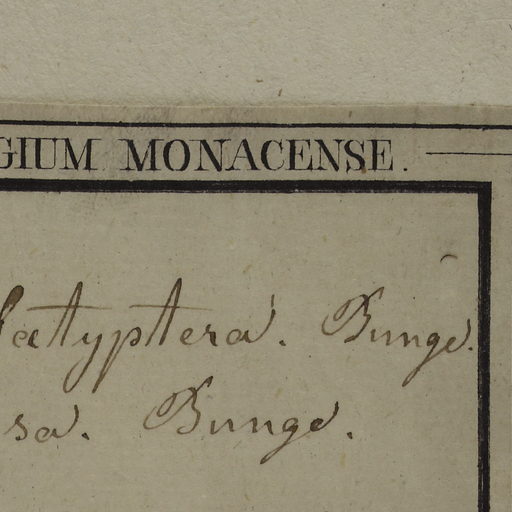 GIUM MONACENSE.
latyptera. Bunge.
sa. Bunge.